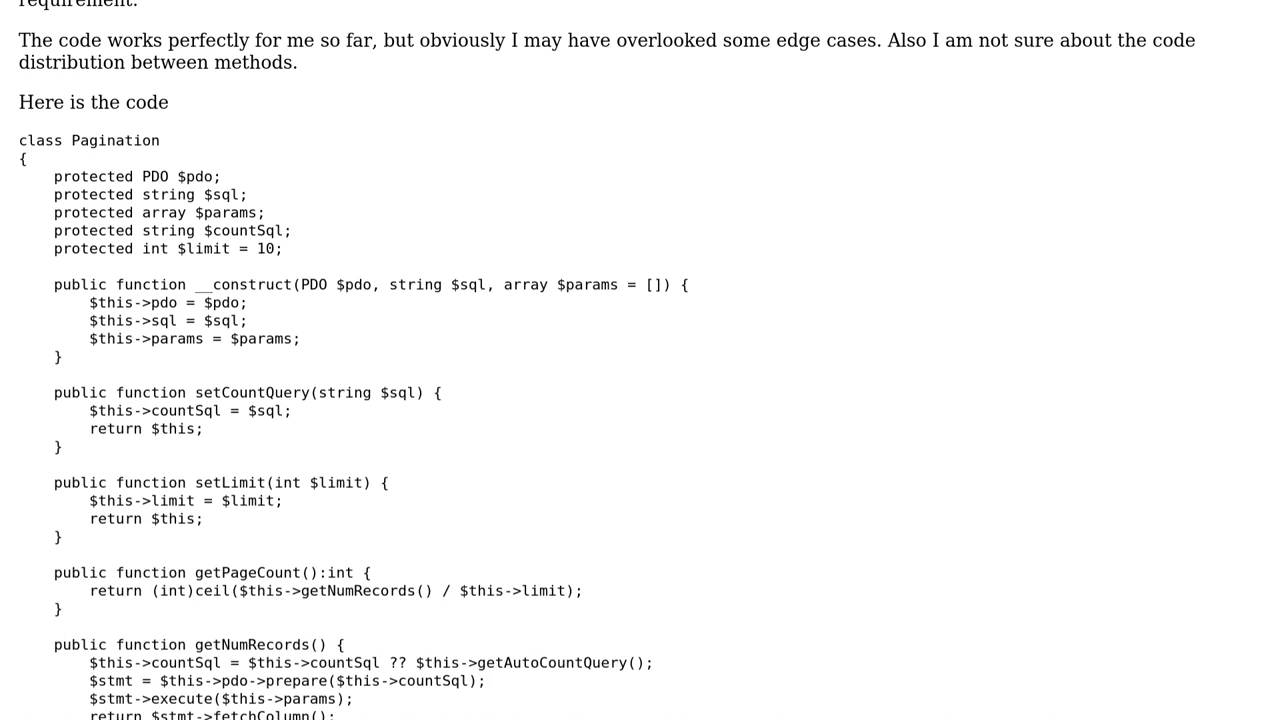 requirement.
The code works perfectly for me so far, but obviously I may have overlooked some edge cases. Also I am not sure about the code
distribution between methods.
Here is the code
class Pagination
{
    protected PDO $pdo;
    protected string $sql;
    protected array $params;
    protected string $countSql;
    protected int $limit = 10;

    public function __construct(PDO $pdo, string $sql, array $params = []) {
        $this->pdo = $pdo;
        $this->sql = $sql;
        $this->params = $params;
    }

    public function setCountQuery(string $sql) {
        $this->countSql = $sql;
        return $this;
    }

    public function setLimit(int $limit) {
        $this->limit = $limit;
        return $this;
    }

    public function getPageCount():int {
        return (int)ceil($this->getNumRecords() / $this->limit);
    }

    public function getNumRecords() {
        $this->countSql = $this->countSql ?? $this->getAutoCountQuery();
        $stmt = $this->pdo->prepare($this->countSql);
        $stmt->execute($this->params);
        return $stmt->fetchColumn();